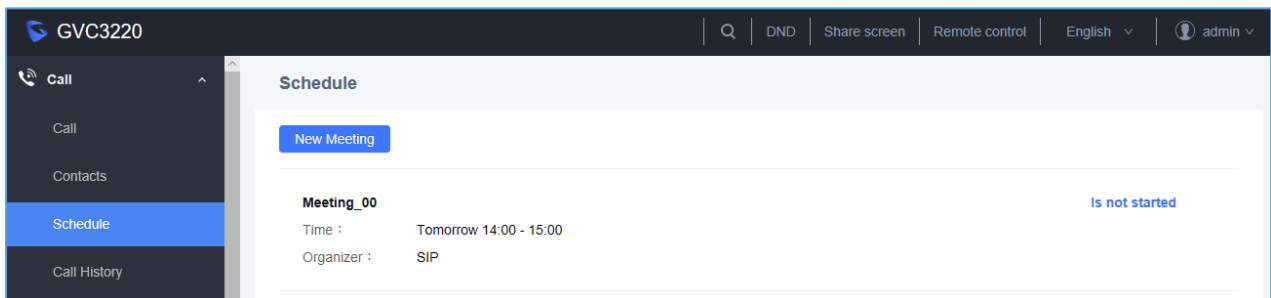 GVC3220
DND
Share screen
Remote control
English
admin
Call
Call
Contacts
Schedule
Call History
Schedule
New Meeting
Meeting_00
Is not started
Time： Tomorrow 14:00 - 15:00
Organizer： SIP